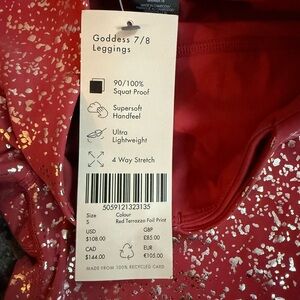 Goddess 7/8
Leggings
90/100%
Squat Proof
Supersoft
Handfeel
Ultra
Lightweight
4 Way Stretch
5059121323135
Size
S
Colour
Red Terrazzo Foil Print
USD
$108.00
GBP
£85.00
CAD
$144.00
EUR
€105.00
MADE FROM 100% RECYCLED CARD